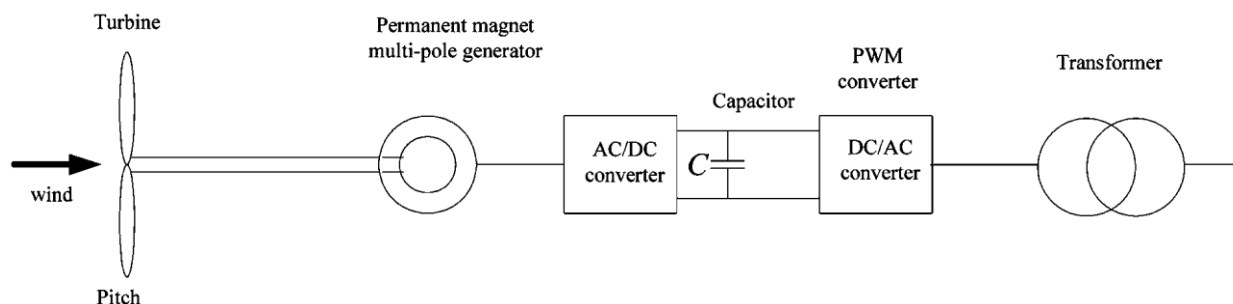 Turbine
Permanent magnet
multi-pole generator
PWM
converter
Transformer
Capacitor
AC/DC
converter
C
DC/AC
converter
wind
Pitch